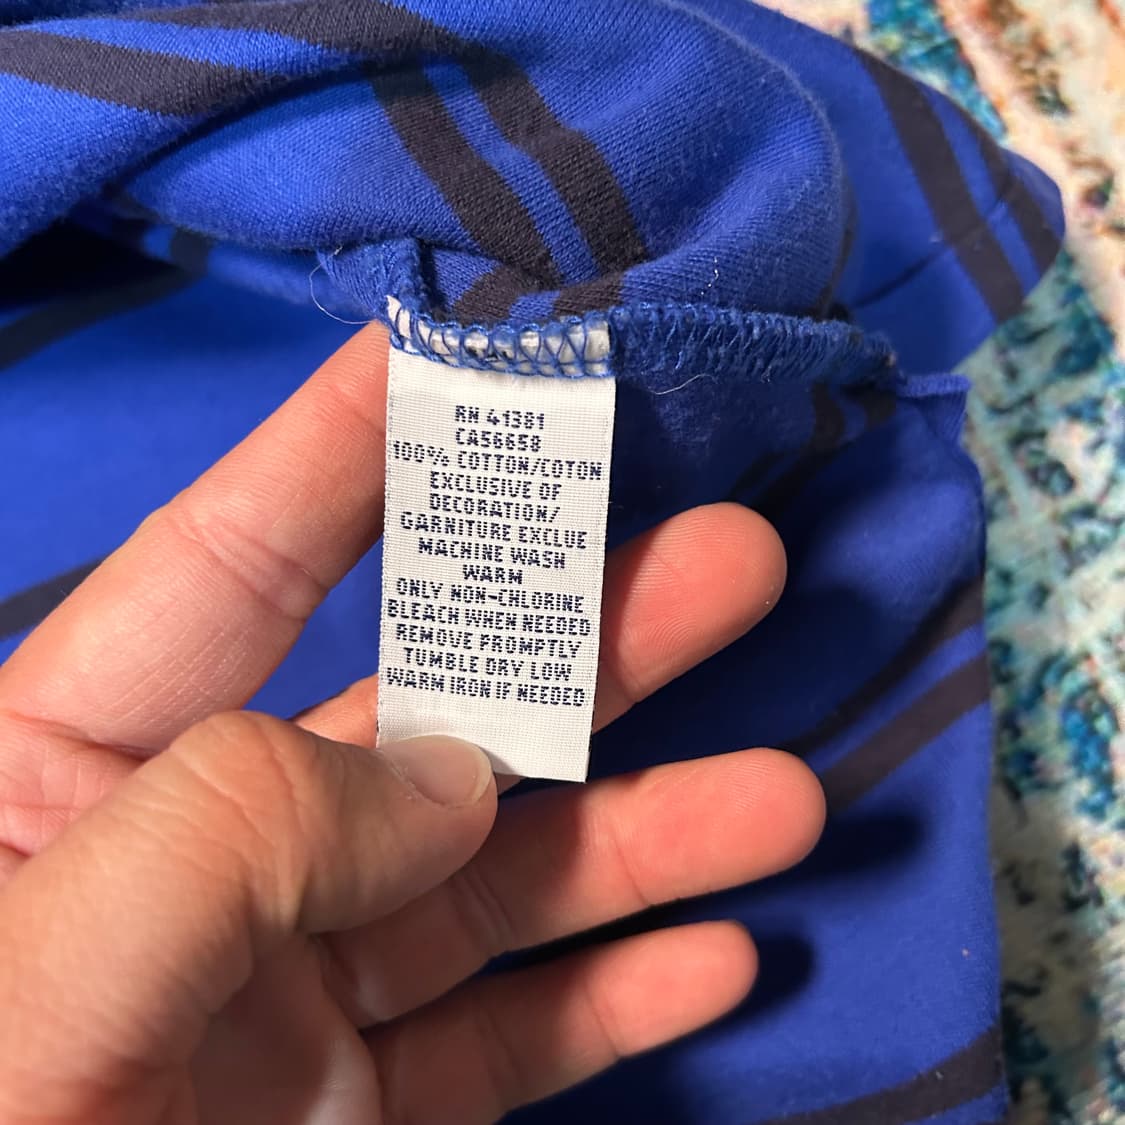 RN 41381
CA56658
100% COTTON/COTON
EXCLUSIVE OF
DECORATION/
GARNITURE EXCLUE
MACHINE WASH
WARM
ONLY NON-CHLORINE
BLEACH WHEN NEEDED
REMOVE PROMPTLY
TUMBLE DRY LOW
WARM IRON IF NEEDED